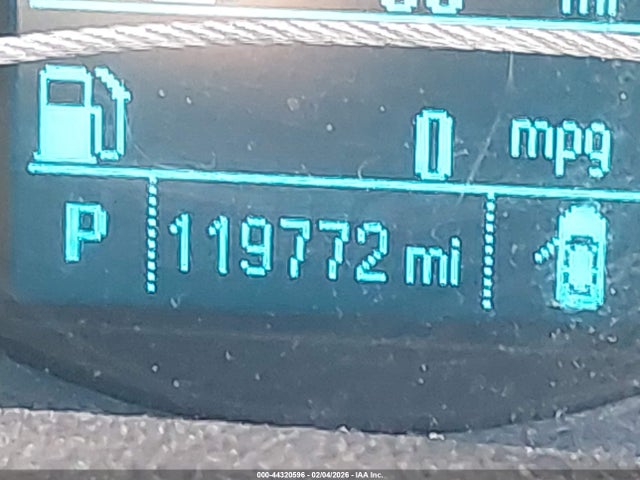 0 mpg
P 119772 mi
000-44320596 - 02/04/2026 - IAA Inc.